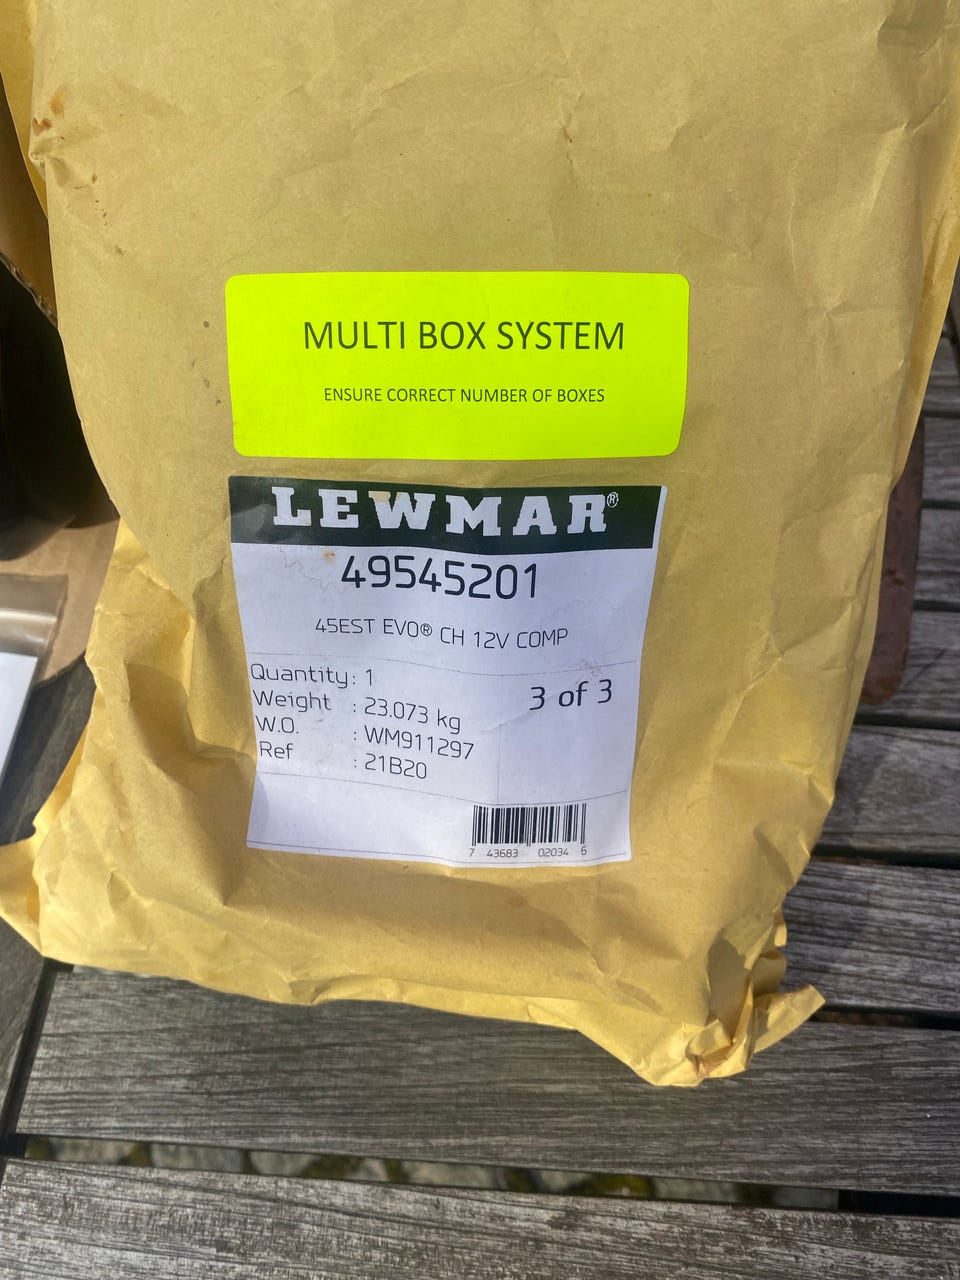 MULTI BOX SYSTEM
ENSURE CORRECT NUMBER OF BOXES
LEWMAR®
49545201
45EST EVO® CH 12V COMP
Quantity: 1
Weight : 23.073 kg
W.O. : WM911297
Ref : 21B20
3 of 3
7 43683 02034 6